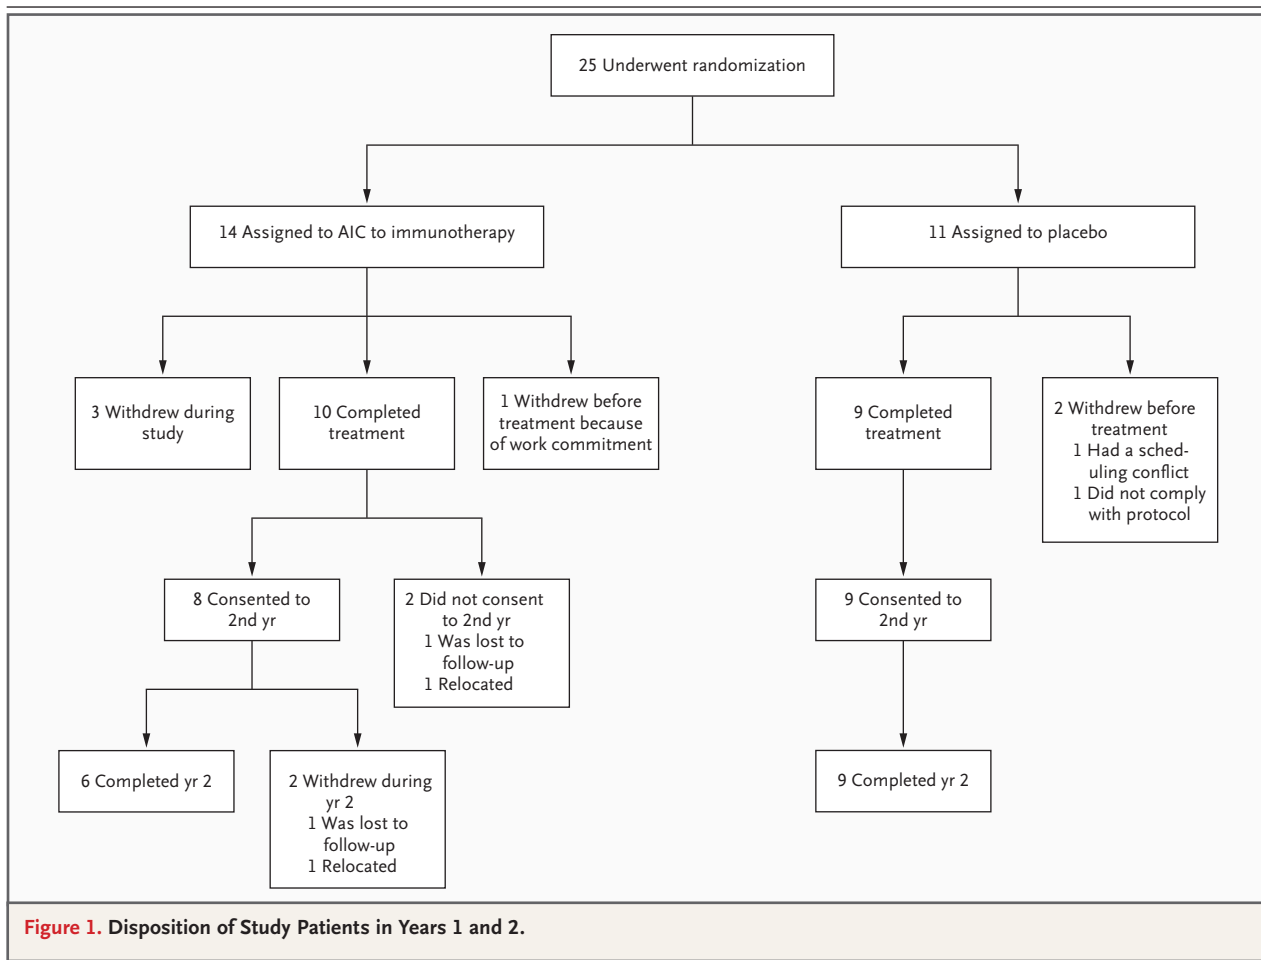 25 Underwent randomization
14 Assigned to AIC to immunotherapy
11 Assigned to placebo
3 Withdrew during
study
10 Completed
treatment
1 Withdrew before
treatment because
of work commitment
9 Completed
treatment
2 Withdrew before
treatment
1 Had a sched-
uling conflict
1 Did not comply
with protocol
8 Consented to
2nd yr
2 Did not consent
to 2nd yr
1 Was lost to
follow-up
1 Relocated
9 Consented to
2nd yr
6 Completed yr 2
2 Withdrew during
yr 2
1 Was lost to
follow-up
1 Relocated
9 Completed yr 2
Figure 1. Disposition of Study Patients in Years 1 and 2.